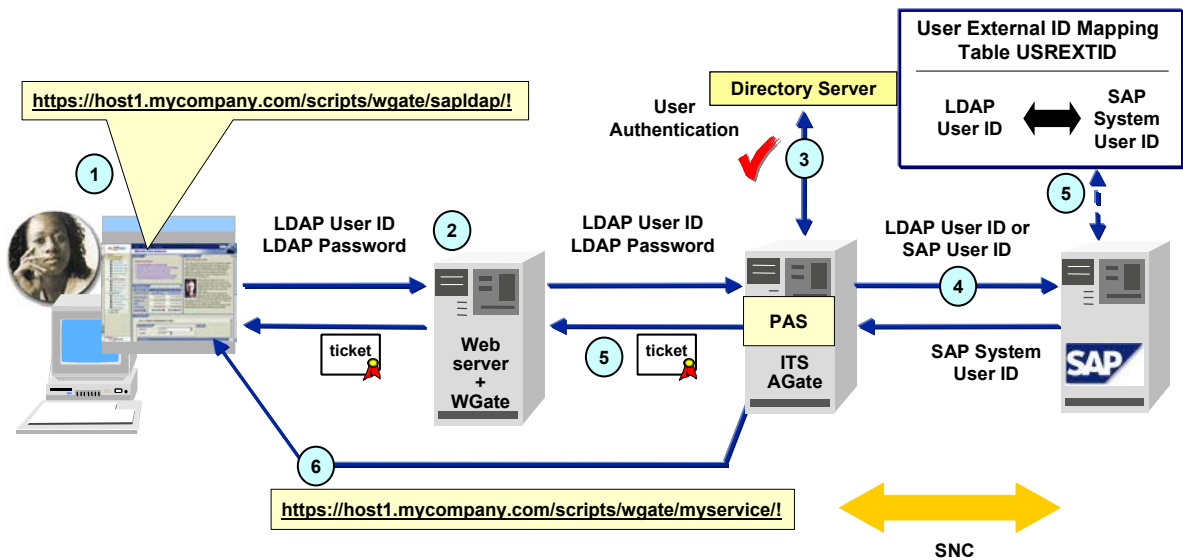 User External ID Mapping
Table USREXTID
LDAP
User ID
SAP
System
User ID
https://host1.mycompany.com/scripts/wgate/sapldap/!
Directory Server
User
Authentication
3
1
5
LDAP User ID
LDAP Password
2
LDAP User ID
LDAP Password
LDAP User ID or
SAP User ID
4
PAS
ticket
Web
server
+
WGate
5
ticket
ITS
AGate
SAP System
User ID
SAP
6
https://host1.mycompany.com/scripts/wgate/myservice/!
SNC